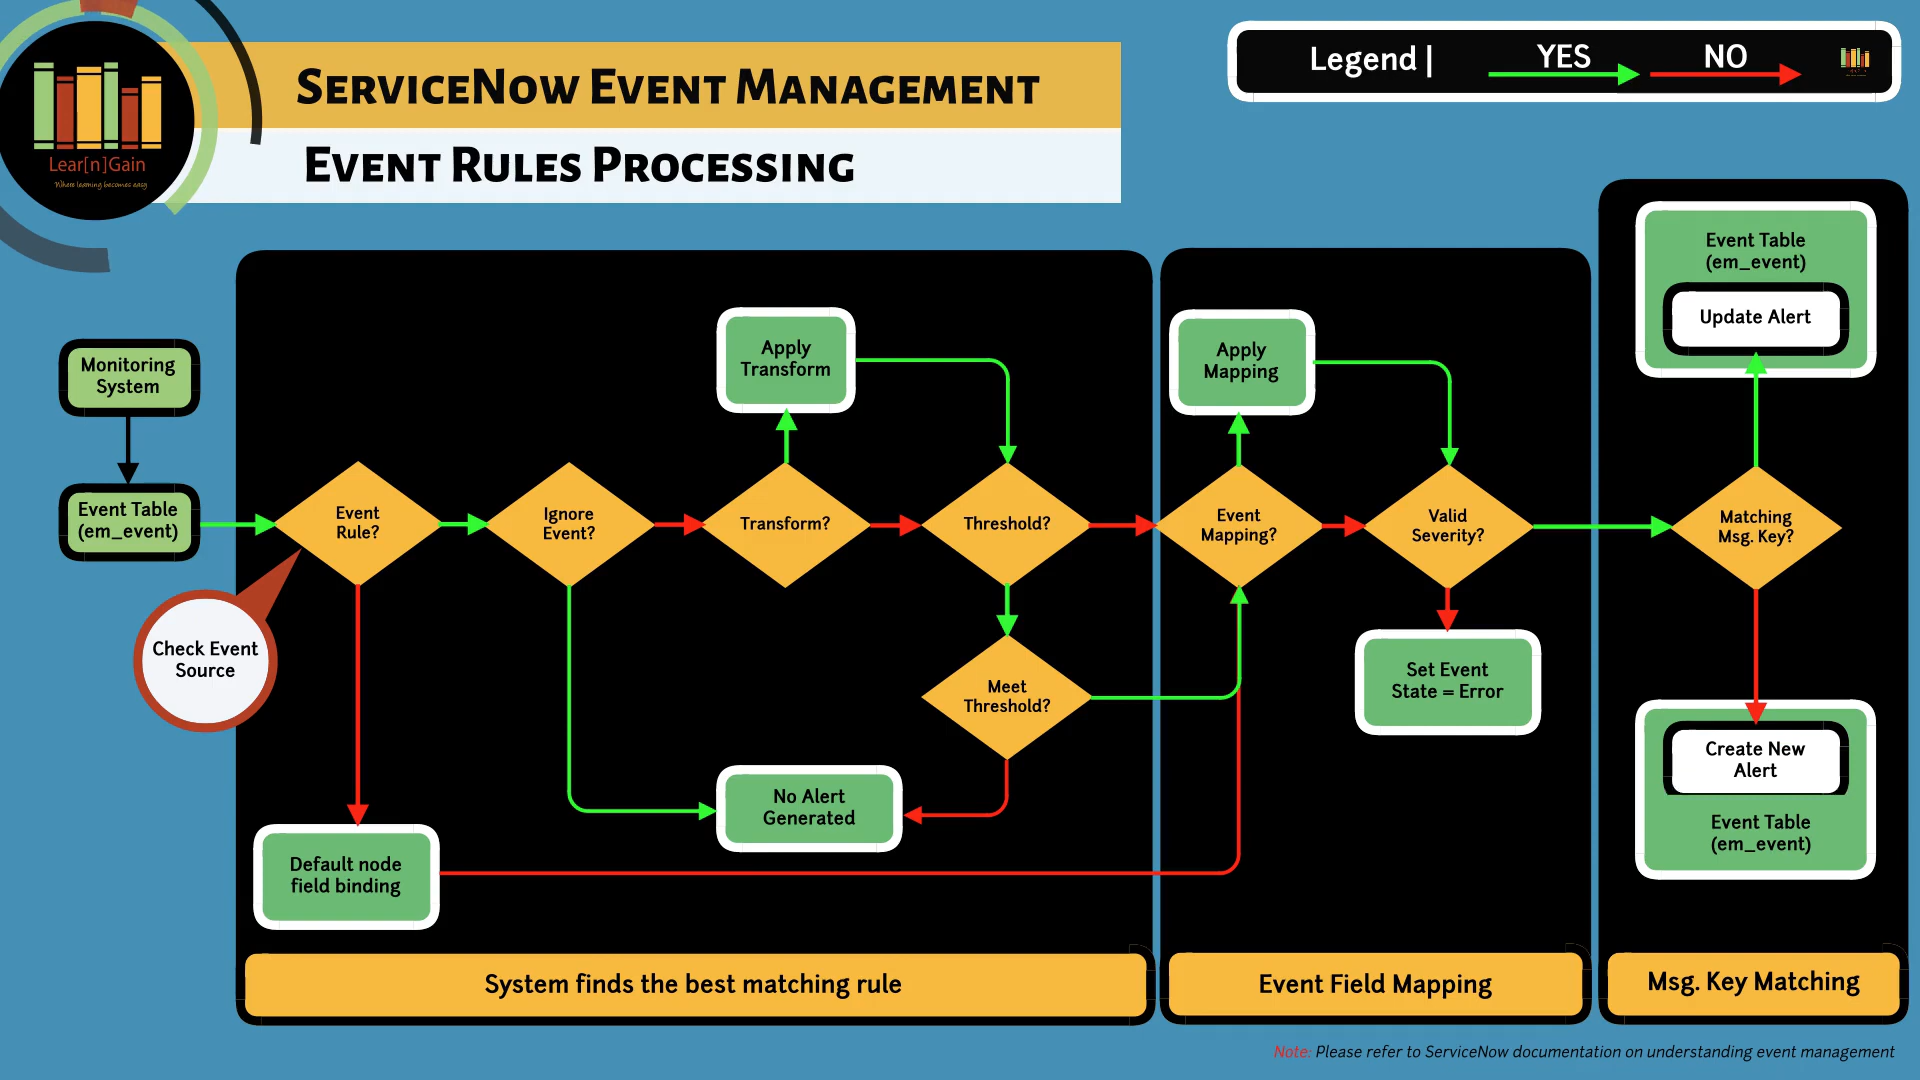 Lear[n]Gain
Where learning becomes easy
ServiceNow Event Management
Event Rules Processing
Legend |
YES
NO
Monitoring
System
Event Table
(em_event)
Check Event
Source
Event
Rule?
Ignore
Event?
Apply
Transform
Transform?
Threshold?
Meet
Threshold?
No Alert
Generated
Default node
field binding
System finds the best matching rule
Apply
Mapping
Event
Mapping?
Valid
Severity?
Set Event
State = Error
Event Field Mapping
Event Table
(em_event)
Update Alert
Matching
Msg. Key?
Create New
Alert
Event Table
(em_event)
Msg. Key Matching
Note: Please refer to ServiceNow documentation on understanding event management